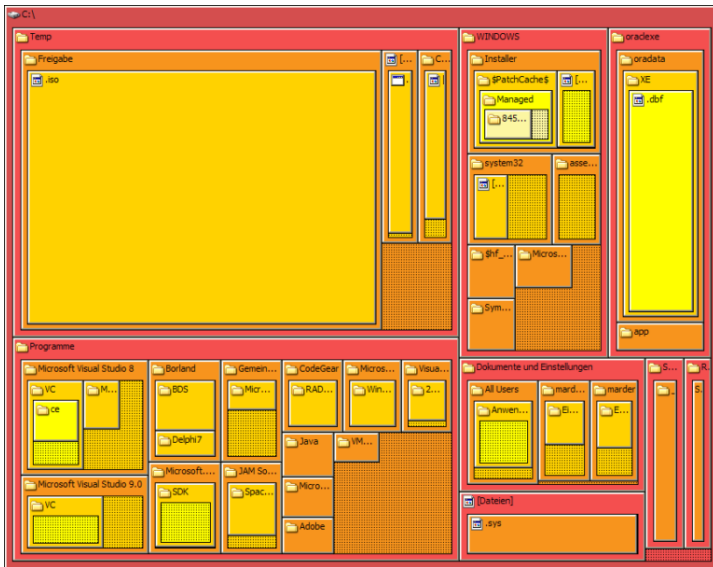 C:\
Temp
Freigabe
.iso
[...
C...
[
WINDOWS
Installer
$PatchCache$
[...
Managed
845...
system32
[...
asse...
$hf_...
Micros...
Sym...
oraclexe
oradata
XE
.dbf
app
Programme
Microsoft Visual Studio 8
VC
ce
M...
Borland
BDS
Delphi7
Gemein...
Micr...
CodeGear
RAD...
Micros...
Win...
Visua...
2...
Java
VM...
Micro...
Adobe
Microsoft Visual Studio 9.0
VC
Microsoft....
SDK
JAM So...
Spac...
Dokumente und Einstellungen
All Users
Anwen...
mard...
Ei...
marder
E...
[Dateien]
.sys
S...
R.
S.